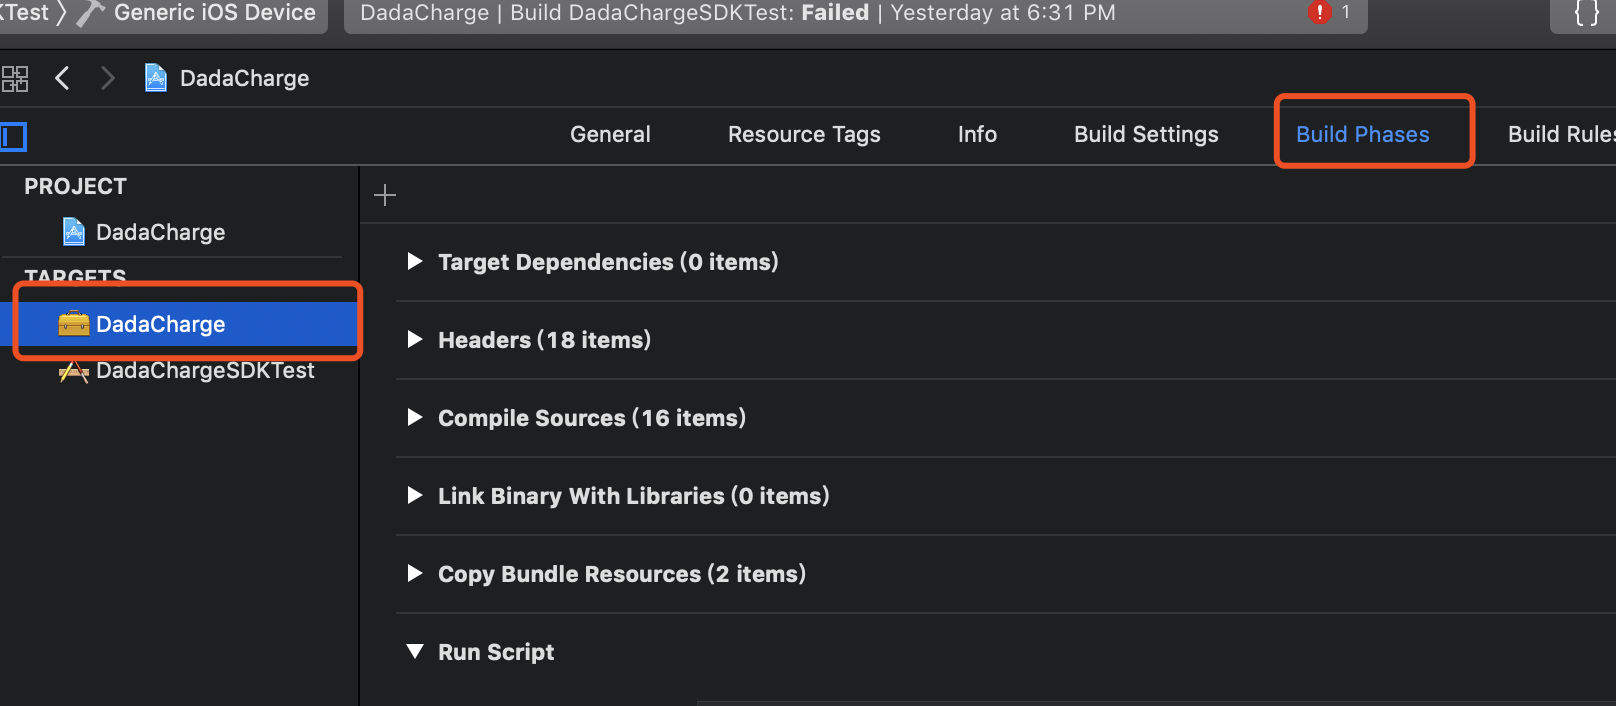 KTest 〉 Generic iOS Device DadaCharge | Build DadaChargeSDKTest: Failed | Yesterday at 6:31 PM 1 {}
DadaCharge
General Resource Tags Info Build Settings Build Phases Build Rules
PROJECT
DadaCharge
TARGETS
DadaCharge
DadaChargeSDKTest
Target Dependencies (0 items)
Headers (18 items)
Compile Sources (16 items)
Link Binary With Libraries (0 items)
Copy Bundle Resources (2 items)
Run Script